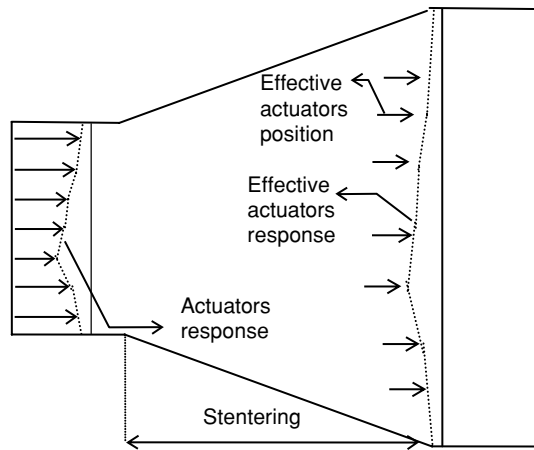 Effective
actuators
position
Effective
actuators
response
Actuators
response
Stentering